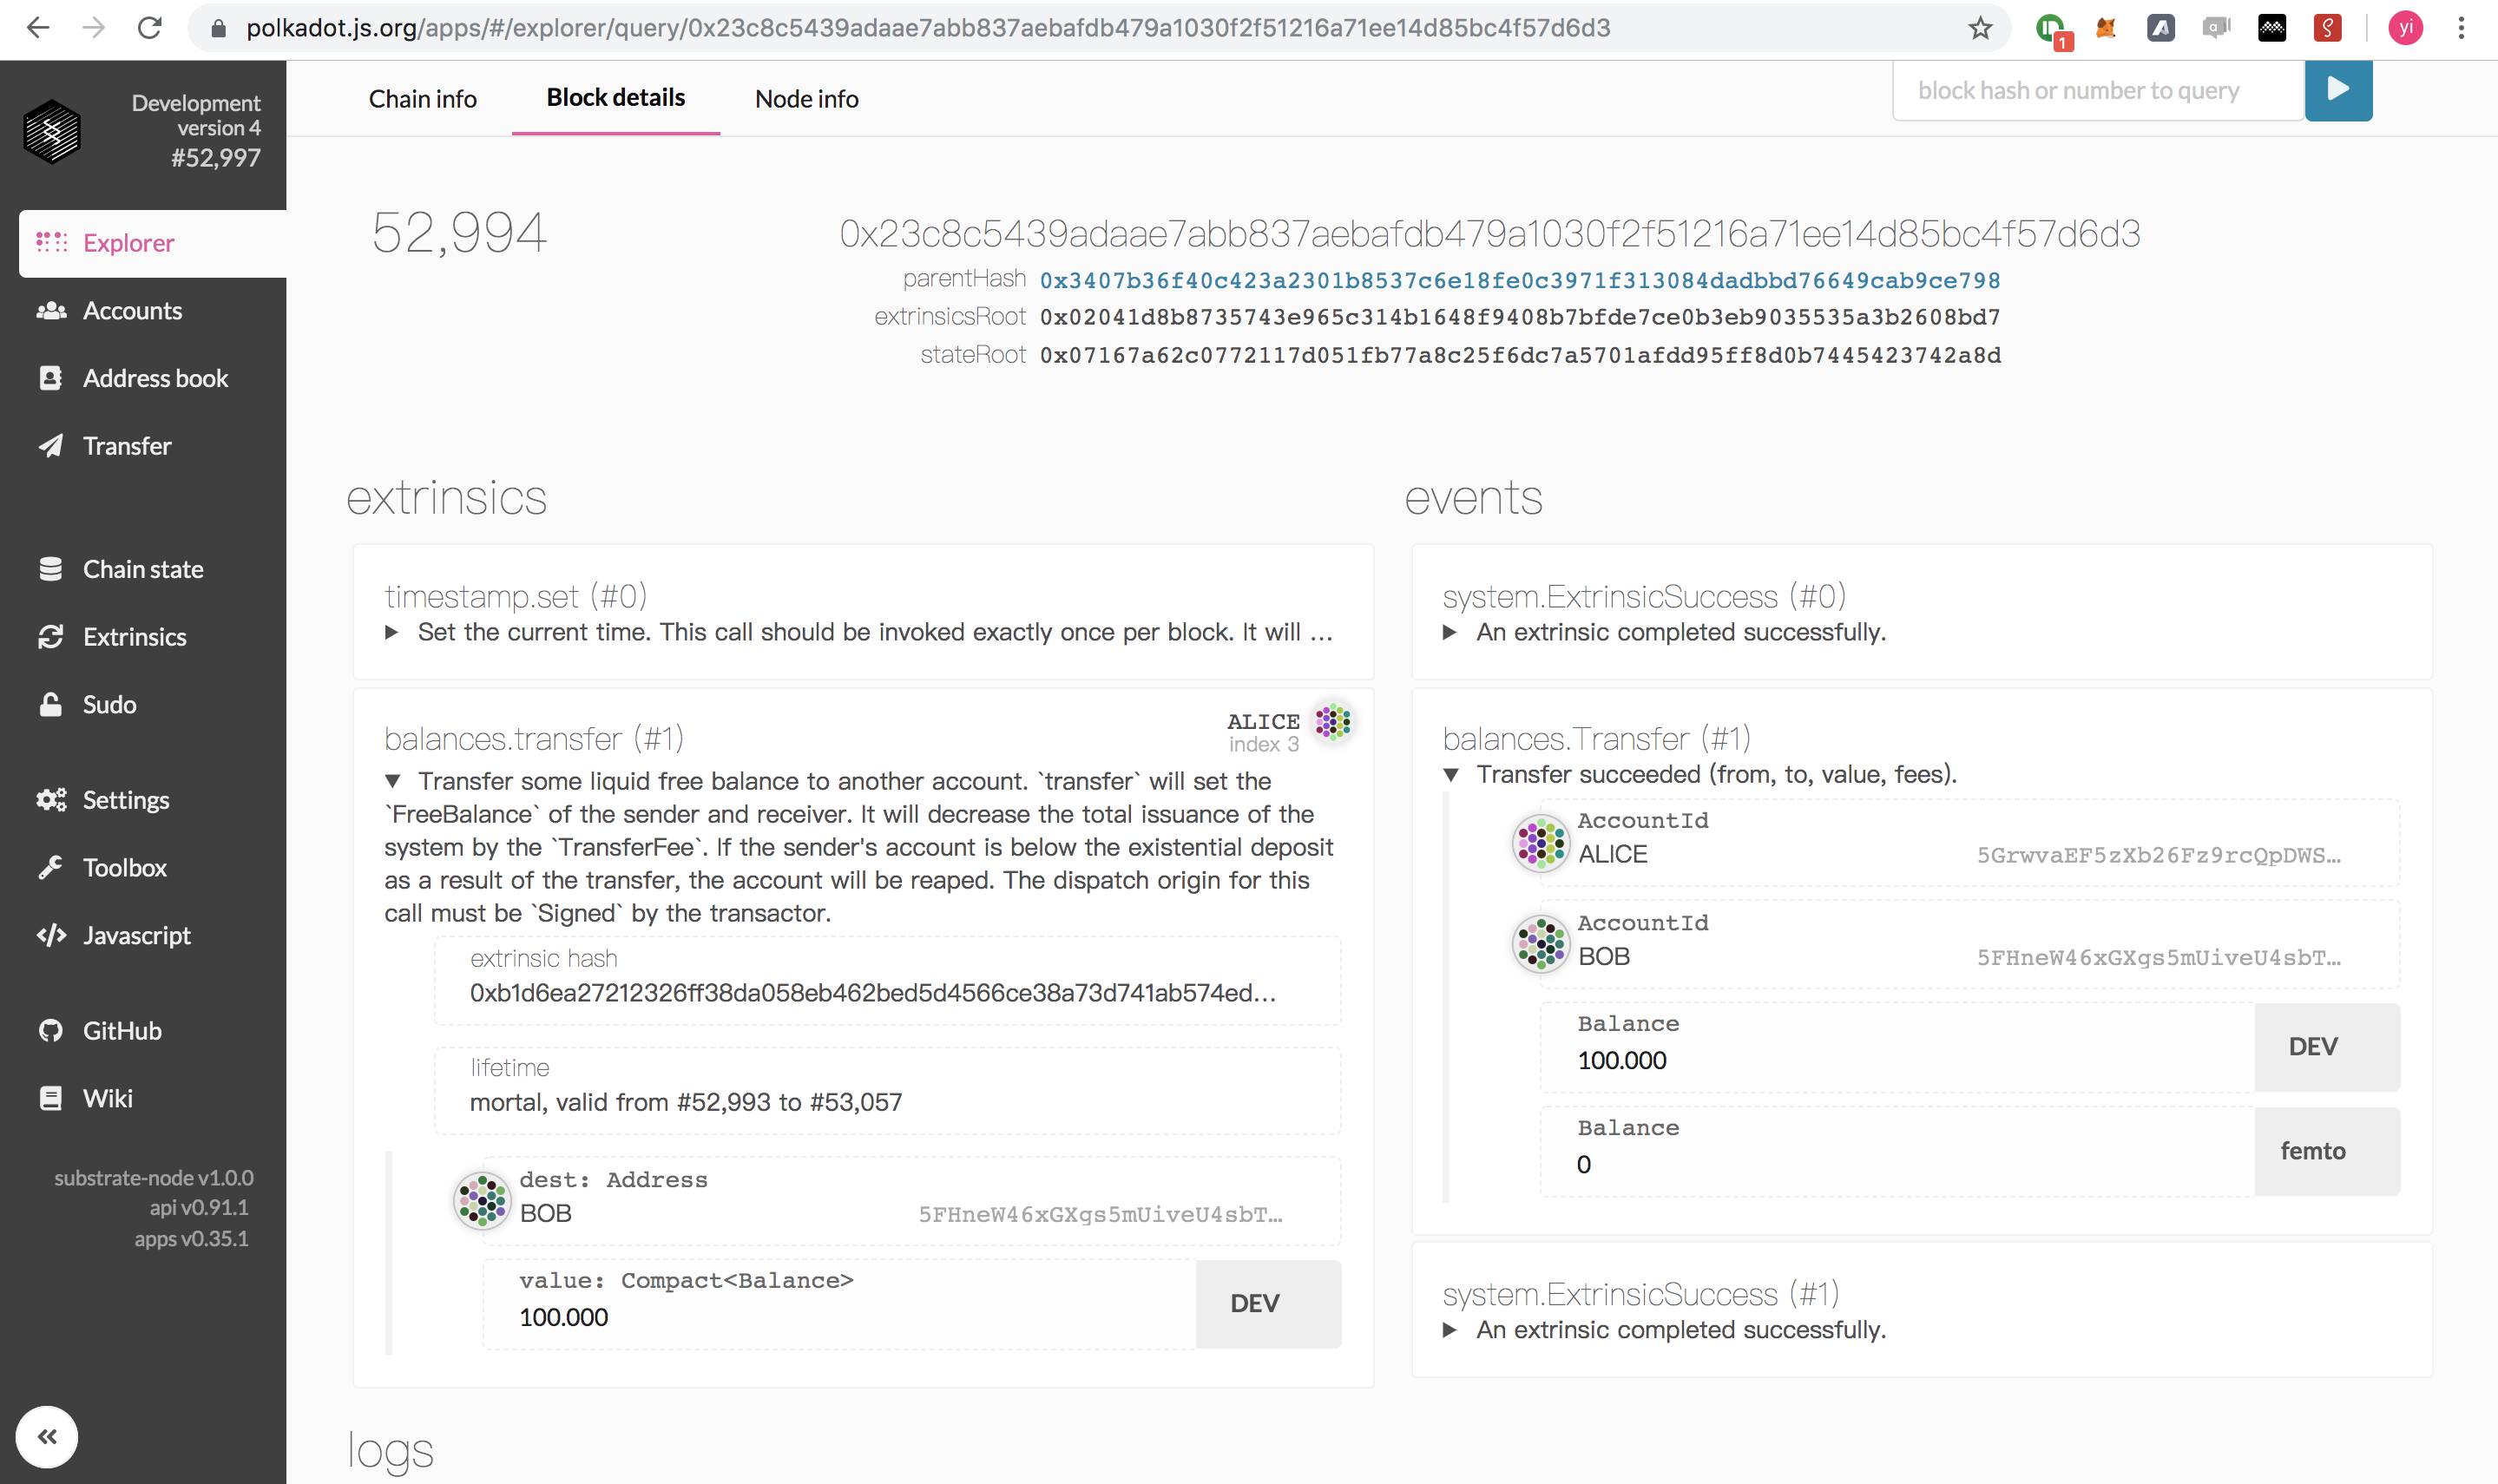 polkadot.js.org/apps/#/explorer/query/0x23c8c5439adaae7abb837aebafdb479a1030f2f51216a71ee14d85bc4f57d6d3
1
yi
Development
version 4
#52,997
Chain info
Block details
Node info
block hash or number to query
Explorer
Accounts
Address book
Transfer
Chain state
Extrinsics
Sudo
Settings
Toolbox
Javascript
GitHub
Wiki
substrate-node v1.0.0
api v0.91.1
apps v0.35.1
52,994
0x23c8c5439adaae7abb837aebafdb479a1030f2f51216a71ee14d85bc4f57d6d3
parentHash 0x3407b36f40c423a2301b8537c6e18fe0c3971f313084dadbbd76649cab9ce798
extrinsicsRoot 0x02041d8b8735743e965c314b1648f9408b7bfde7ce0b3eb9035535a3b2608bd7
stateRoot 0x07167a62c0772117d051fb77a8c25f6dc7a5701afdd95ff8d0b7445423742a8d
extrinsics
timestamp.set (#0)
Set the current time. This call should be invoked exactly once per block. It will ...
balances.transfer (#1)
ALICE
index 3
Transfer some liquid free balance to another account. `transfer` will set the
`FreeBalance` of the sender and receiver. It will decrease the total issuance of the
system by the `TransferFee`. If the sender's account is below the existential deposit
as a result of the transfer, the account will be reaped. The dispatch origin for this
call must be `Signed` by the transactor.
extrinsic hash
0xb1d6ea27212326ff38da058eb462bed5d4566ce38a73d741ab574ed...
lifetime
mortal, valid from #52,993 to #53,057
dest: Address
BOB 5FHneW46xGXgs5mUiveU4sbT...
value: Compact<Balance>
100.000
DEV
events
system.ExtrinsicSuccess (#0)
An extrinsic completed successfully.
balances.Transfer (#1)
Transfer succeeded (from, to, value, fees).
AccountId
ALICE 5GrwvaEF5zXb26Fz9rcQpDWS...
AccountId
BOB 5FHneW46xGXgs5mUiveU4sbT...
Balance
100.000
DEV
Balance
0
femto
system.ExtrinsicSuccess (#1)
An extrinsic completed successfully.
logs